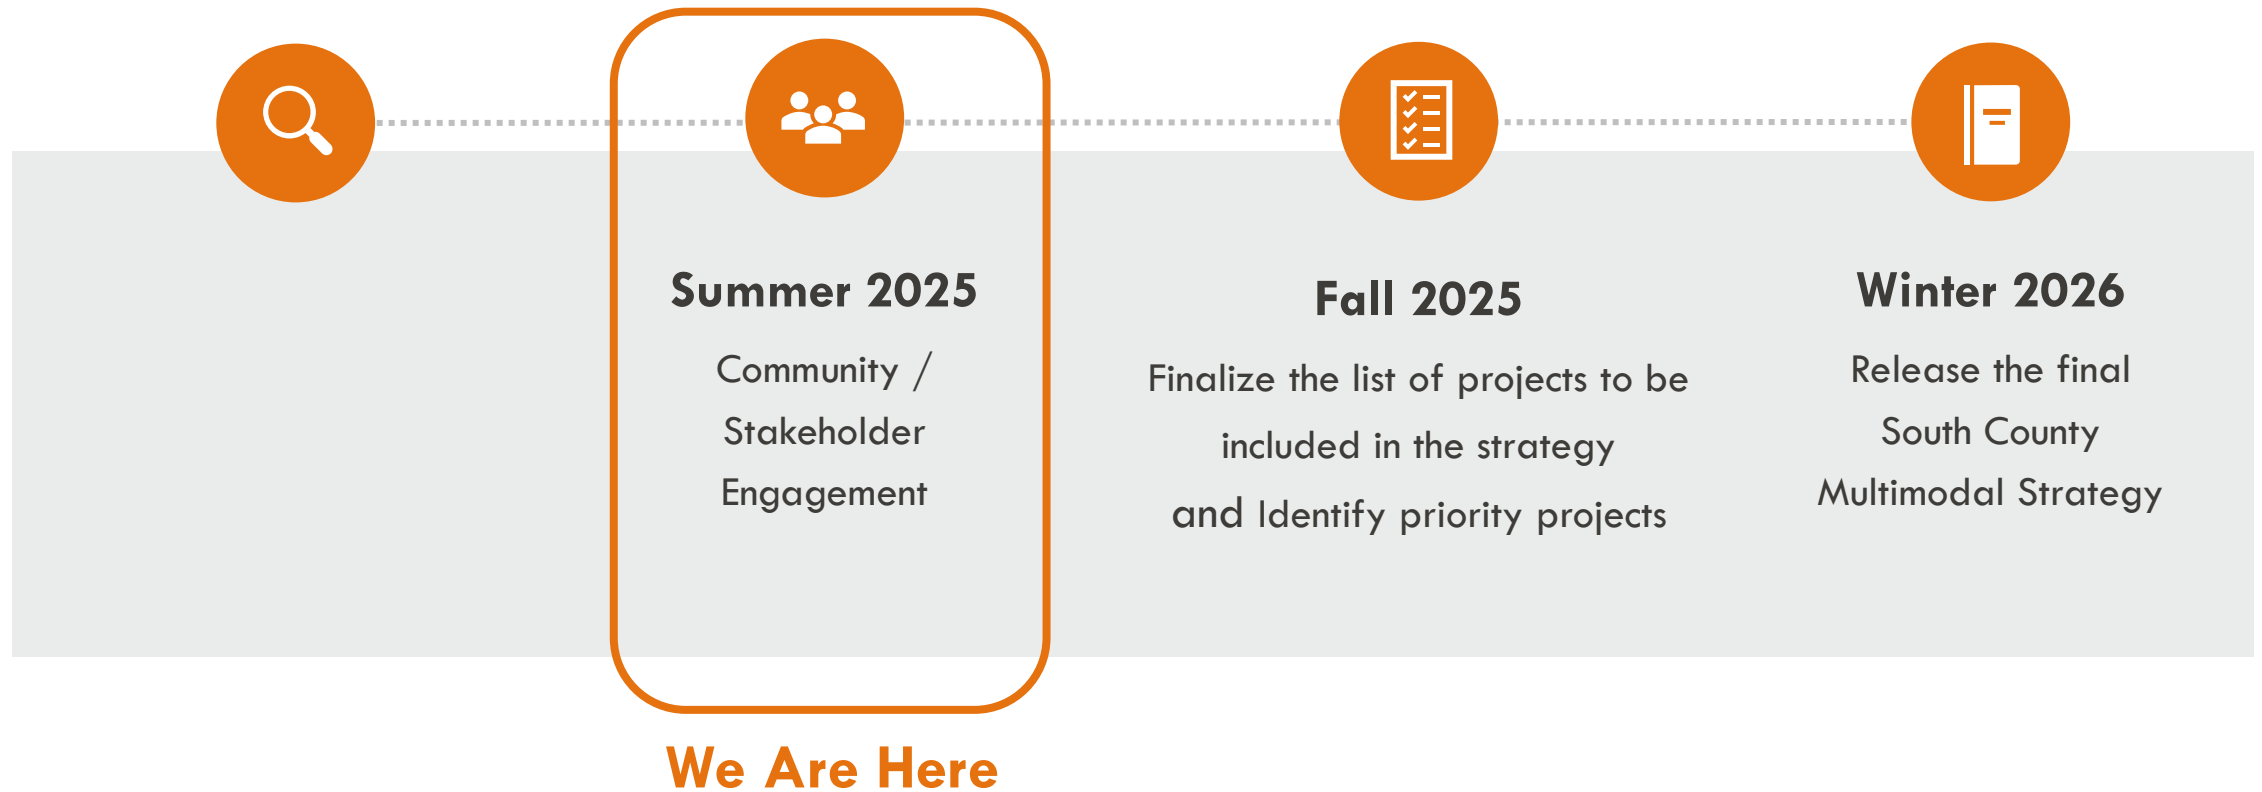 Summer 2025
Community /
Stakeholder
Engagement
Fall 2025
Finalize the list of projects to be
included in the strategy
and Identify priority projects
Winter 2026
Release the final
South County
Multimodal Strategy
We Are Here